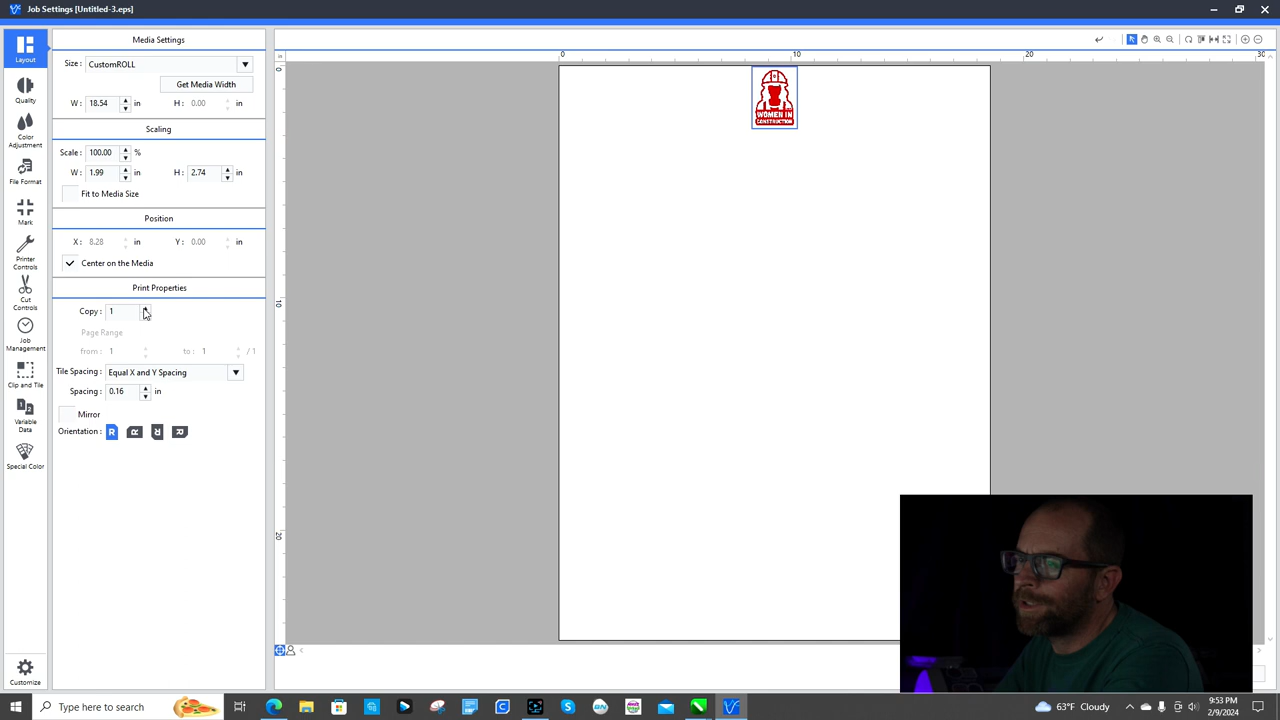 Job Settings [Untitled-3.eps]
Layout
Quality
Color
Adjustment
File Format
Mark
Printer
Controls
Cut
Controls
Job
Management
Clip and Tile
Variable
Data
Special Color
Customize
Media Settings
Size : CustomROLL
Get Media Width
W : 18.54 in H : 0.00 in
Scaling
Scale : 100.00 %
W : 1.99 in H : 2.74 in
Fit to Media Size
Position
X : 8.28 in Y : 0.00 in
Center on the Media
Print Properties
Copy : 1
Page Range
from : 1 to : 1 / 1
Tile Spacing : Equal X and Y Spacing
Spacing : 0.16 in
Mirror
Orientation : R R R R
0 10 20 30
0
10
20
WOMEN IN
CONSTRUCTION
Type here to search
63°F Cloudy
9:53 PM
2/9/2024